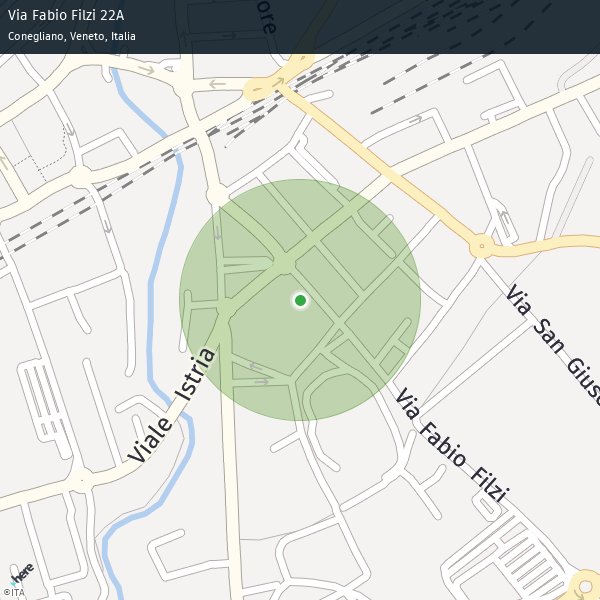 Via Fabio Filzi 22A
Conegliano, Veneto, Italia
ore
Via San Giuse
Viale Istria
Via Fabio Filzi
here
©ITA